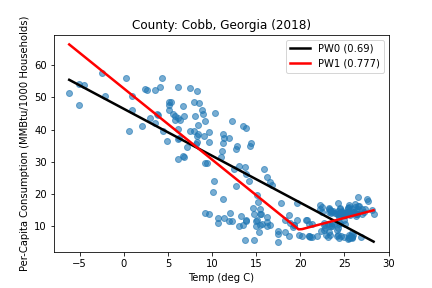 County: Cobb, Georgia (2018)
PW0 (0.69)
PW1 (0.777)
Per-Capita Consumption (MMBtu/1000 Households)
60
50
40
30
20
10
−5 0 5 10 15 20 25 30
Temp (deg C)